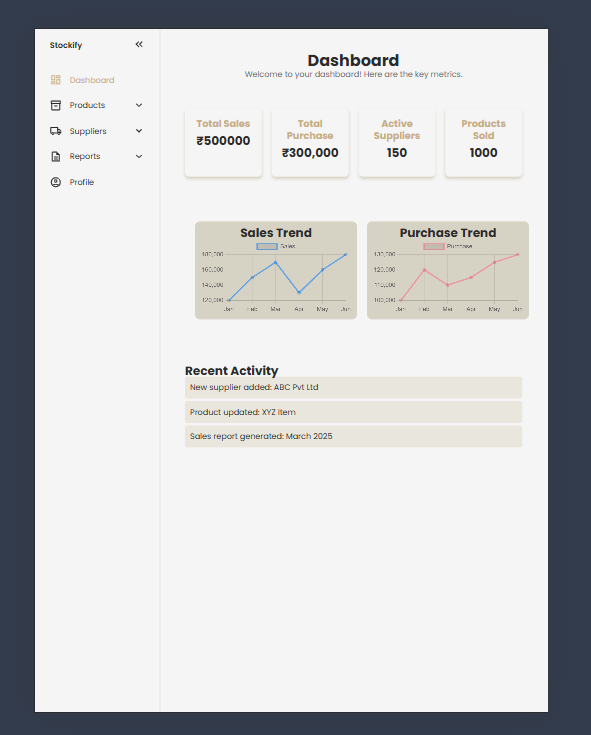 Stockify
Dashboard
Products
Suppliers
Reports
Profile
Dashboard
Welcome to your dashboard! Here are the key metrics.
Total Sales
₹500000
Total
Purchase
₹300,000
Active
Suppliers
150
Products
Sold
1000
Sales Trend
Sales
180,000
160,000
140,000
120,000
Jan Feb Mar Apr May Jun
Purchase Trend
Purchase
130,000
120,000
110,000
100,000
Jan Feb Mar Apr May Jun
Recent Activity
New supplier added: ABC Pvt Ltd
Product updated: XYZ Item
Sales report generated: March 2025